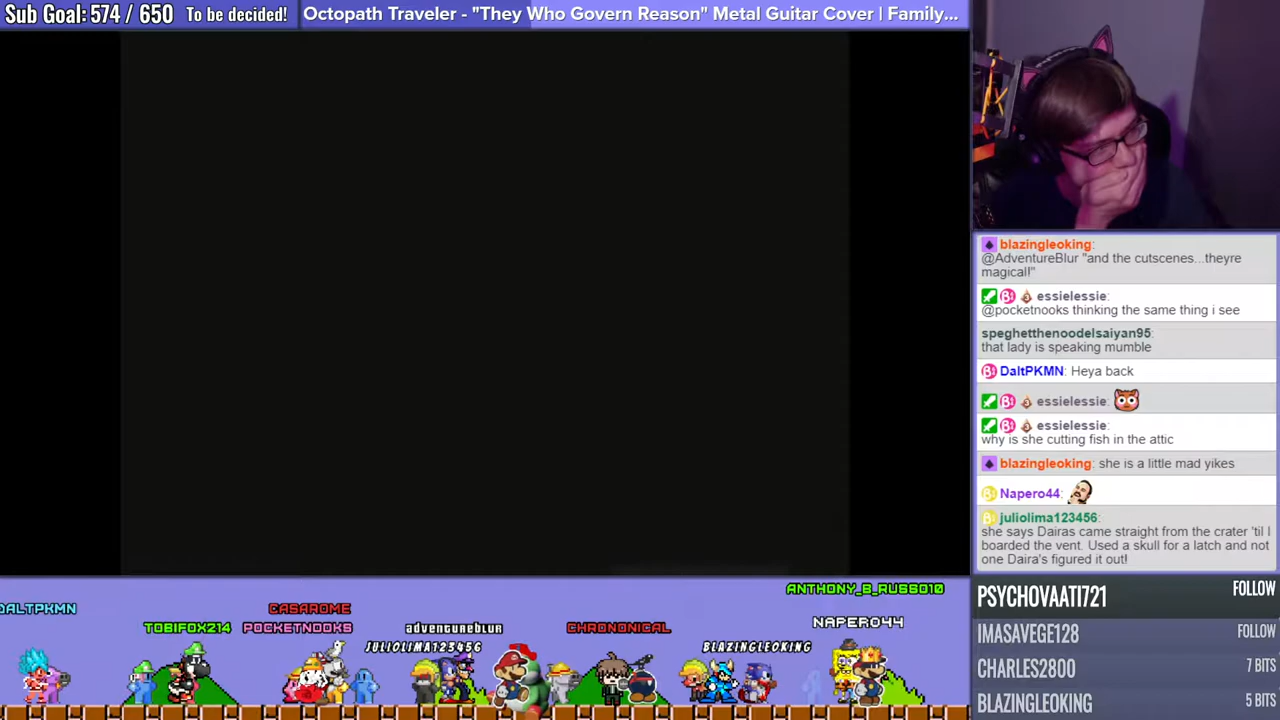 Sub Goal: 574 / 650 To be decided!
Octopath Traveler - "They Who Govern Reason" Metal Guitar Cover | Family...
blazingleoking:
@AdventureBlur "and the cutscenes...theyre
magical!"
essielessie:
@pocketnooks thinking the same thing i see
speghetthenoodelsaiyan95:
that lady is speaking mumble
DaltPKMN: Heya back
essielessie:
essielessie:
why is she cutting fish in the attic
blazingleoking: she is a little mad yikes
Napero44:
juliolima123456:
she says Dairas came straight from the crater 'til I
boarded the vent. Used a skull for a latch and not
one Daira's figured it out!
PSYCHOVAATI721 FOLLOW
IMASAVEGE128 FOLLOW
CHARLES2800 7 BITS
BLAZINGLEOKING 5 BITS
ANTHONY_B_RUSSO10
DALTPKMN
CASAROME
NAPERO44
TOBIFOX214
POCKETNOOKS
adventureblur
CHRONONICAL
JULIOLIMA123456
BLAZINGLEOKING